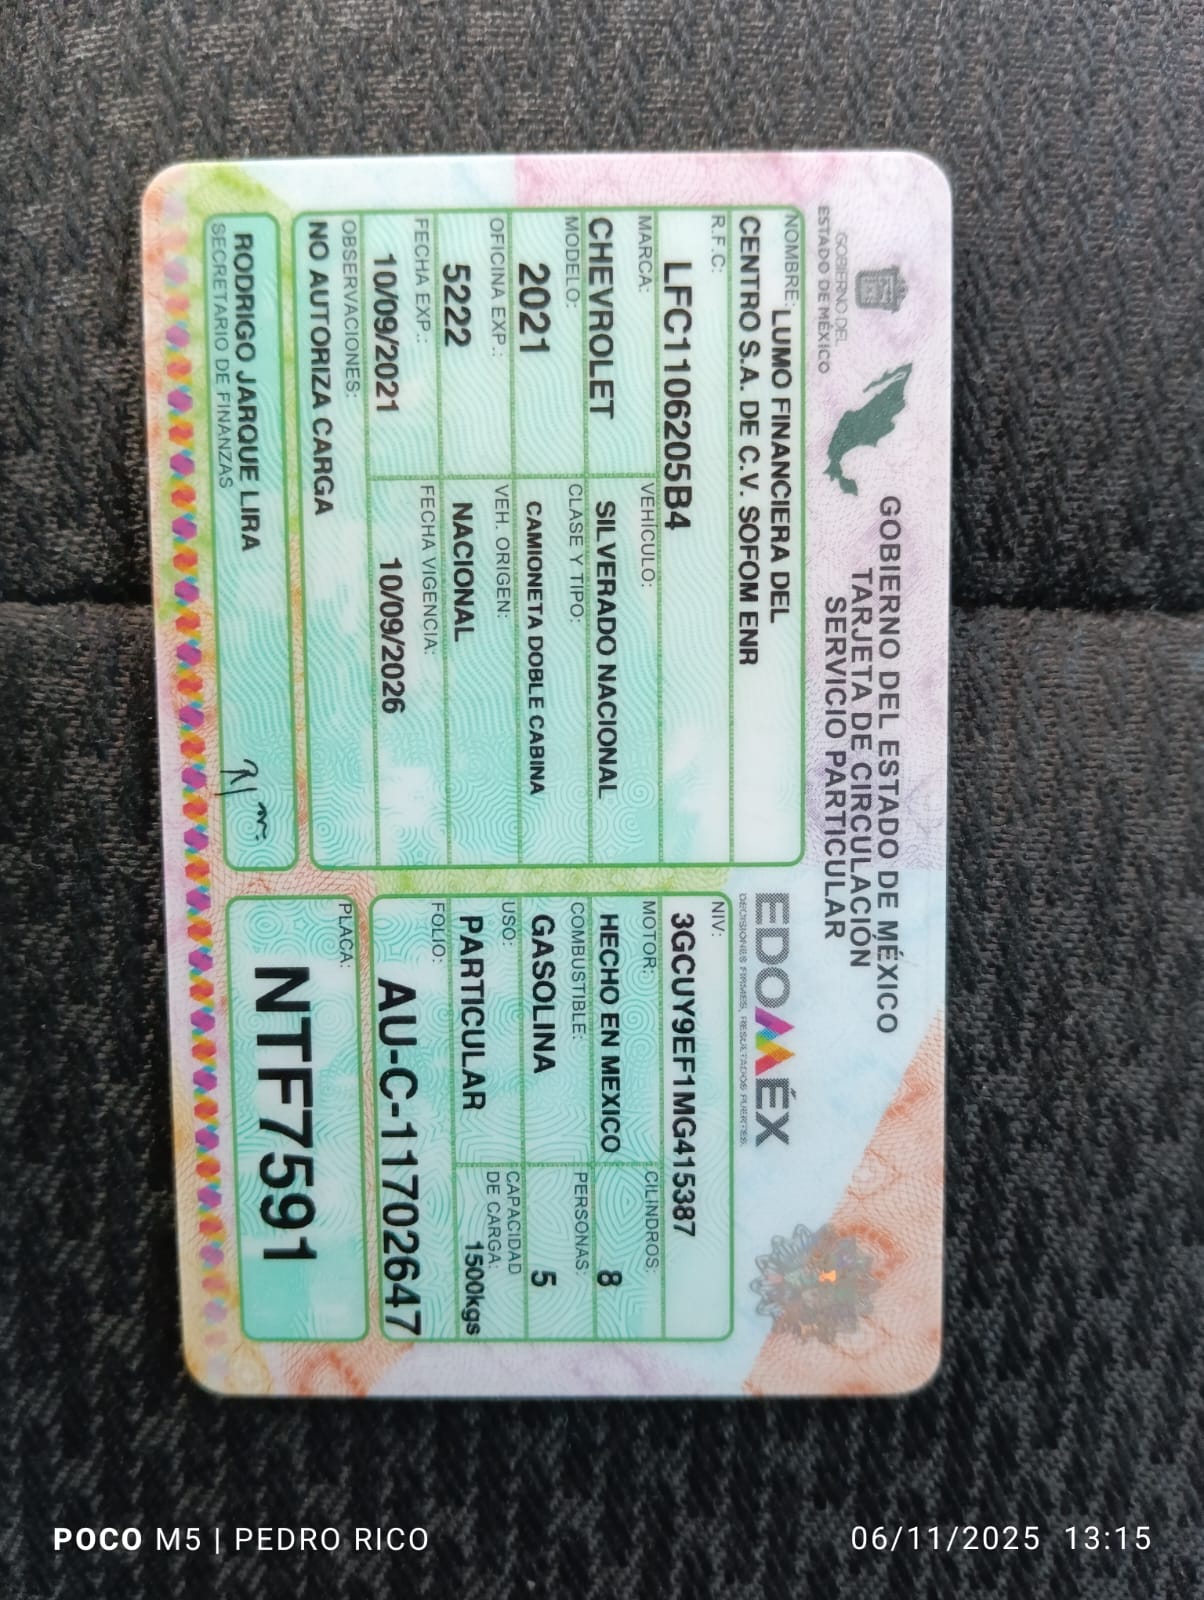 GOBIERNO DEL
ESTADO DE MÉXICO
GOBIERNO DEL ESTADO DE MÉXICO
TARJETA DE CIRCULACIÓN
SERVICIO PARTICULAR
EDOMÉX
DECISIONES FIRMES, RESULTADOS FUERTES.
NOMBRE: LUMO FINANCIERA DEL
CENTRO S.A. DE C.V. SOFOM ENR
R.F.C:
LFC1106205B4
MARCA:
CHEVROLET
VEHÍCULO:
SILVERADO NACIONAL
MODELO:
2021
CLASE Y TIPO:
CAMIONETA DOBLE CABINA
OFICINA EXP.:
5222
VEH. ORIGEN:
NACIONAL
FECHA EXP.:
10/09/2021
FECHA VIGENCIA:
10/09/2026
OBSERVACIONES:
NO AUTORIZA CARGA
RODRIGO JARQUE LIRA
SECRETARIO DE FINANZAS
NIV:
3GCUY9EF1MG415387
MOTOR:
HECHO EN MEXICO
CILINDROS:
8
COMBUSTIBLE:
GASOLINA
PERSONAS:
5
USO:
PARTICULAR
CAPACIDAD
DE CARGA:
1500kgs
FOLIO:
AU-C-11702647
PLACA:
NTF7591
POCO M5 | PEDRO RICO
06/11/2025 13:15